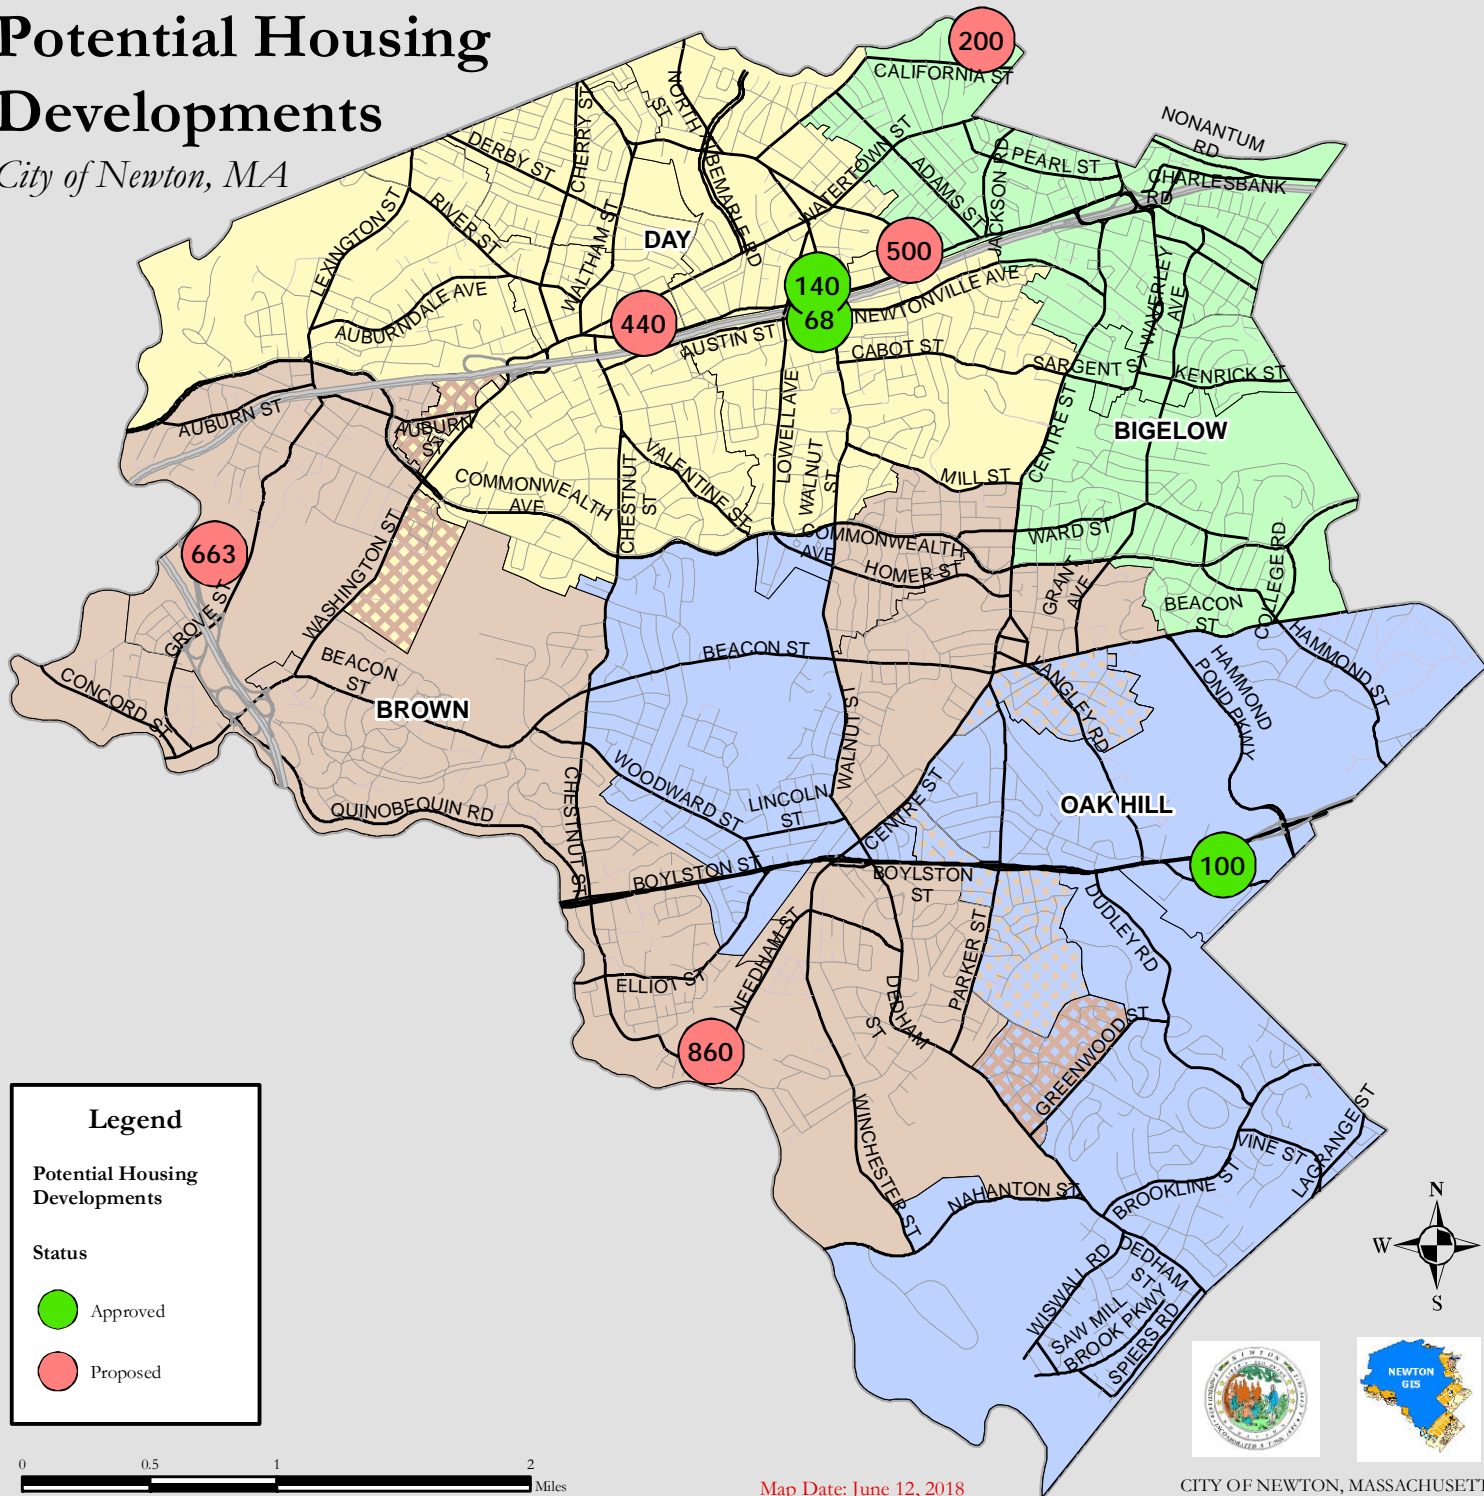 Potential Housing
Developments
City of Newton, MA
200
CALIFORNIA ST
NONANTUM
RD
NORTH
ST
CHERRY ST
DERBY ST
WATERTOWN ST
ADAMS ST
JACKSON RD
PEARL ST
CHARLESBANK
RD
LEXINGTON ST
RIVER ST
WALTHAM ST
DAY
BEMARLE RD
500
140
68
440
AUBURNDALE AVE
AUSTIN ST
NEWTONVILLE AVE
WAVERLEY
AVE
CABOT ST
SARGENT ST
KENRICK ST
AUBURN ST
AUBURN
ST
LOWELL AVE
CENTRE ST
BIGELOW
COMMONWEALTH
AVE
CHESTNUT
ST
VALENTINE ST
WALNUT
ST
MILL ST
663
WASHINGTON ST
COMMONWEALTH
AVE
HOMER ST
WARD ST
GRANT
AVE
COLLEGE RD
BEACON
ST
GROVE ST
CONCORD ST
BEACON
ST
BROWN
BEACON ST
LANGLEY RD
HAMMOND
POND PKWY
HAMMOND ST
WALNUT S
QUINOBEQUIN RD
CHESTNUT ST
WOODWARD ST
LINCOLN
ST
CENTRE ST
OAK HILL
BOYLSTON ST
BOYLSTON
ST
100
DUDLEY RD
ELLIOT ST
NEEDHAM ST
PARKER ST
DEDHAM
ST
860
GREENWOOD ST
WINCHESTER ST
NAHANTON ST
BROOKLINE ST
VINE ST
LAGRANGE ST
WISWALL RD
DEDHAM
ST
SAW MILL
BROOK PKWY
SPIERS RD
Legend
Potential Housing
Developments
Status
Approved
Proposed
N
W
S
NEWTON
GIS
0
0.5
1
2
Miles
Map Date: June 12, 2018
CITY OF NEWTON, MASSACHUSETT